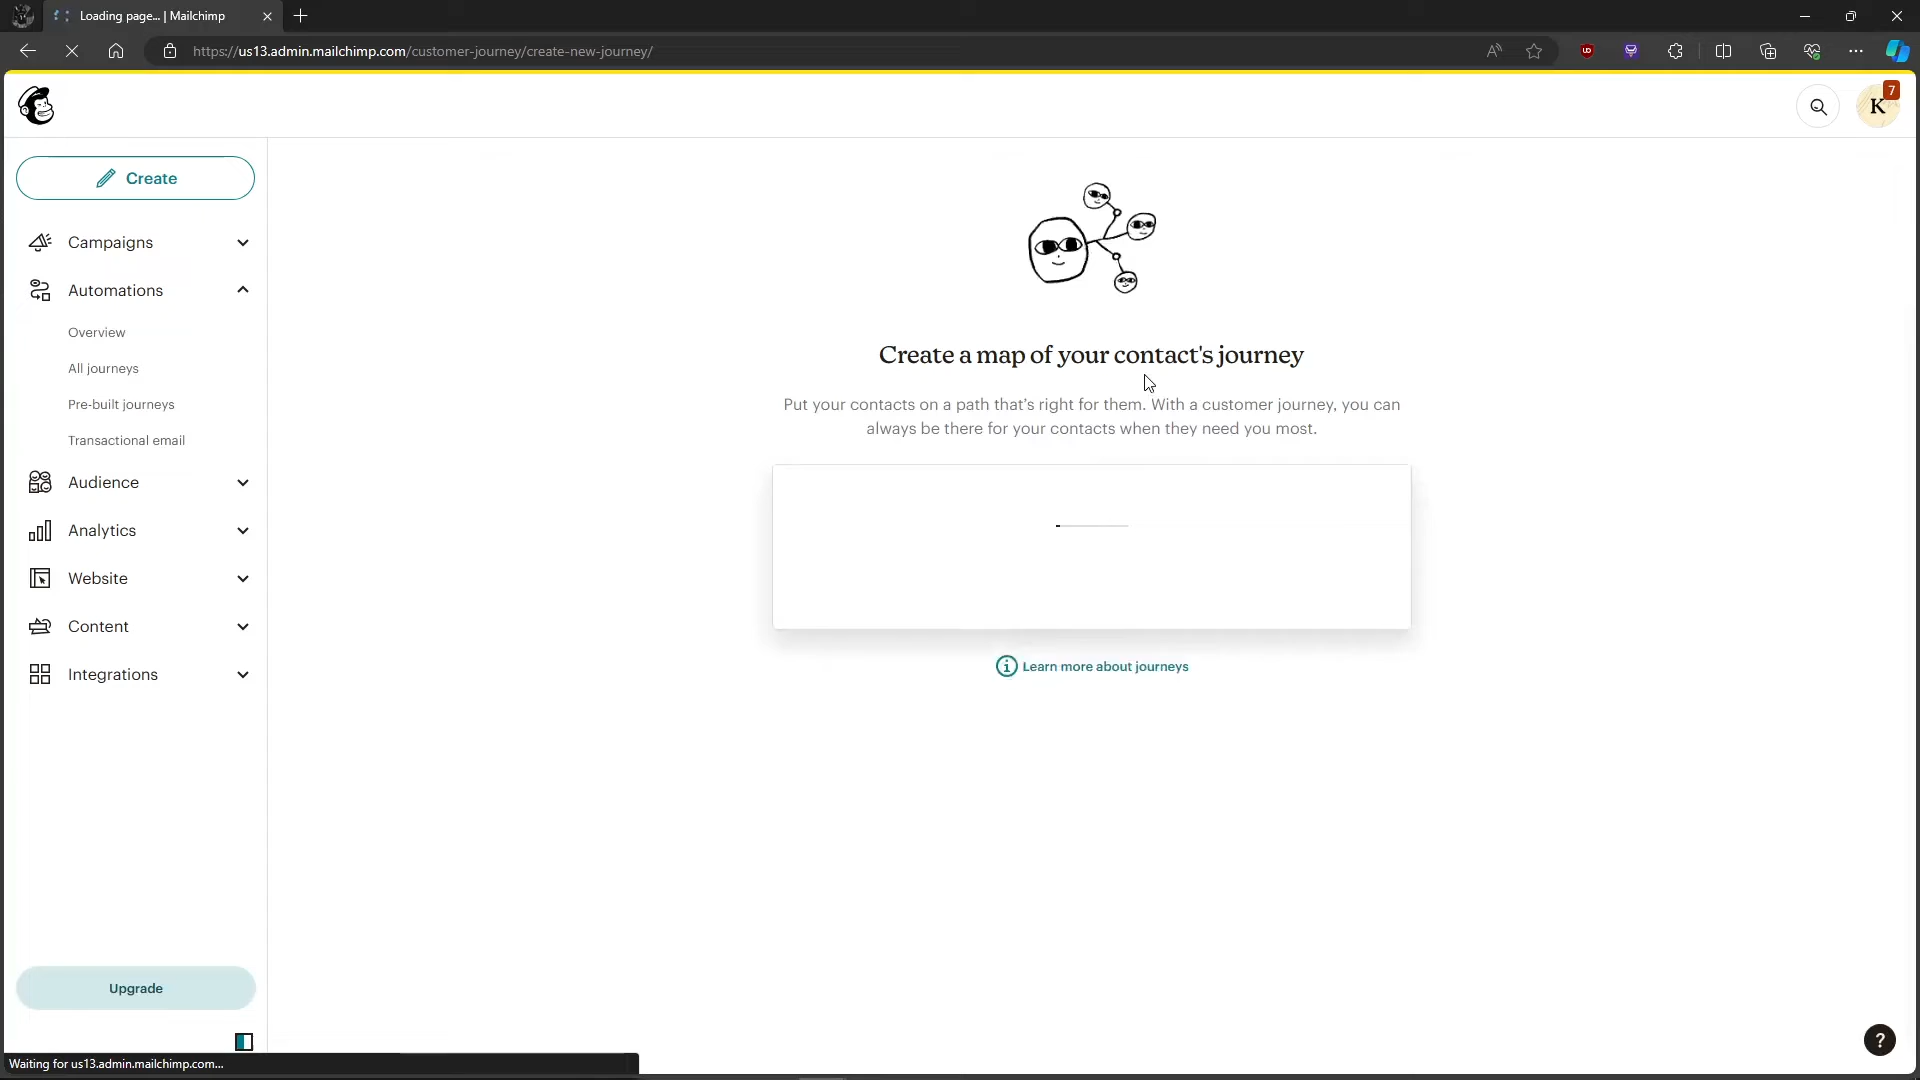 Loading page... | Mailchimp
https://us13.admin.mailchimp.com/customer-journey/create-new-journey/
7
K
Create
Campaigns
Automations
Overview
All journeys
Pre-built journeys
Transactional email
Audience
Analytics
Website
Content
Integrations
Create a map of your contact's journey
Put your contacts on a path that’s right for them. With a customer journey, you can
always be there for your contacts when they need you most.
Learn more about journeys
Upgrade
?
Waiting for us13.admin.mailchimp.com...